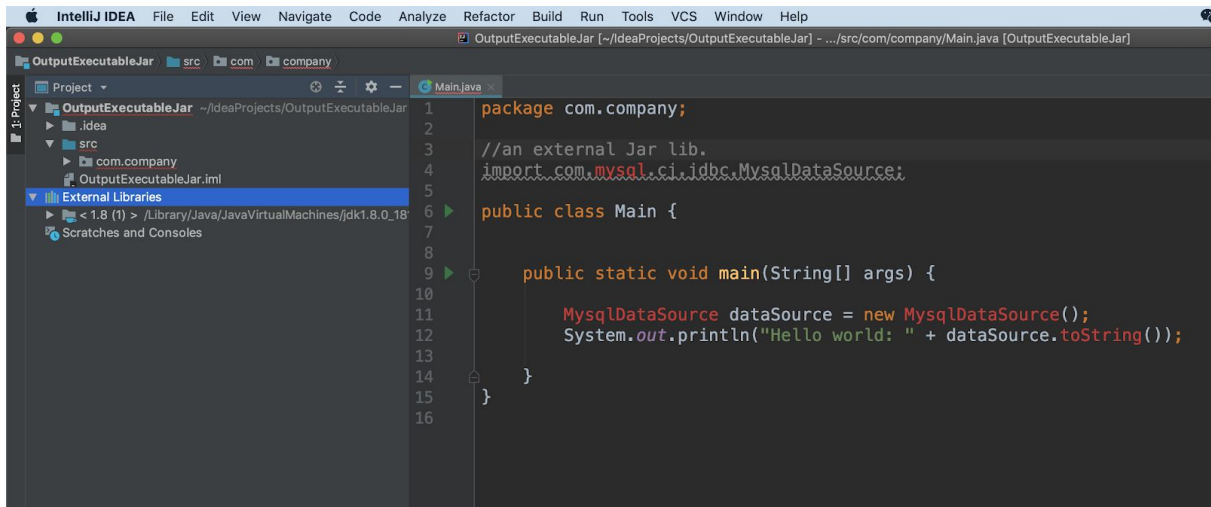 IntelliJ IDEA File Edit View Navigate Code Analyze Refactor Build Run Tools VCS Window Help
OutputExecutableJar [~/IdeaProjects/OutputExecutableJar] - .../src/com/company/Main.java [OutputExecutableJar]
OutputExecutableJar src com company
1: Project
Project
Main.java
OutputExecutableJar ~/IdeaProjects/OutputExecutableJar
.idea
src
com.company
OutputExecutableJar.iml
External Libraries
< 1.8 (1) > /Library/Java/JavaVirtualMachines/jdk1.8.0_18
Scratches and Consoles
1 package com.company;
2
3 //an external Jar lib.
4 import com.mysql.cj.jdbc.MysqlDataSource;
5
6 public class Main {
7
8
9 public static void main(String[] args) {
10
11 MysqlDataSource dataSource = new MysqlDataSource();
12 System.out.println("Hello world: " + dataSource.toString());
13
14 }
15 }
16